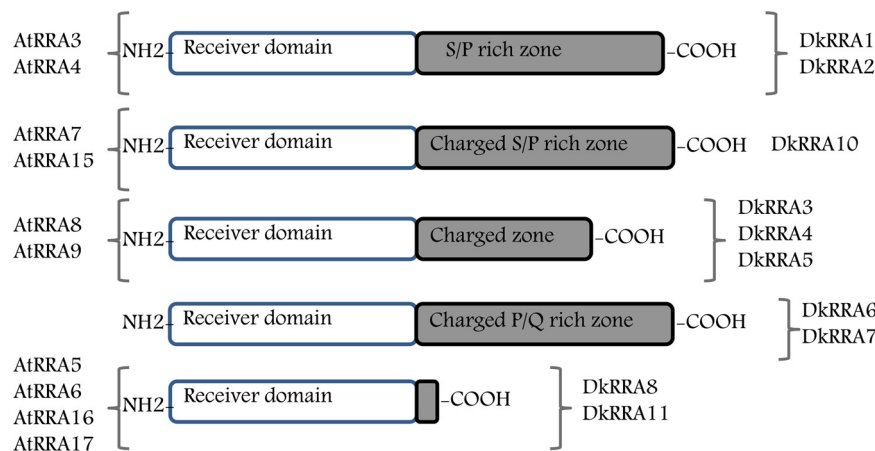 AtRRA3
AtRRA4
NH2-
Receiver domain
S/P rich zone
-COOH
DkRRA1
DkRRA2
AtRRA7
AtRRA15
NH2-
Receiver domain
Charged S/P rich zone
-COOH
DkRRA10
AtRRA8
AtRRA9
NH2-
Receiver domain
Charged zone
-COOH
DkRRA3
DkRRA4
DkRRA5
NH2-
Receiver domain
Charged P/Q rich zone
-COOH
DkRRA6
DkRRA7
AtRRA5
AtRRA6
AtRRA16
AtRRA17
NH2-
Receiver domain
-COOH
DkRRA8
DkRRA11